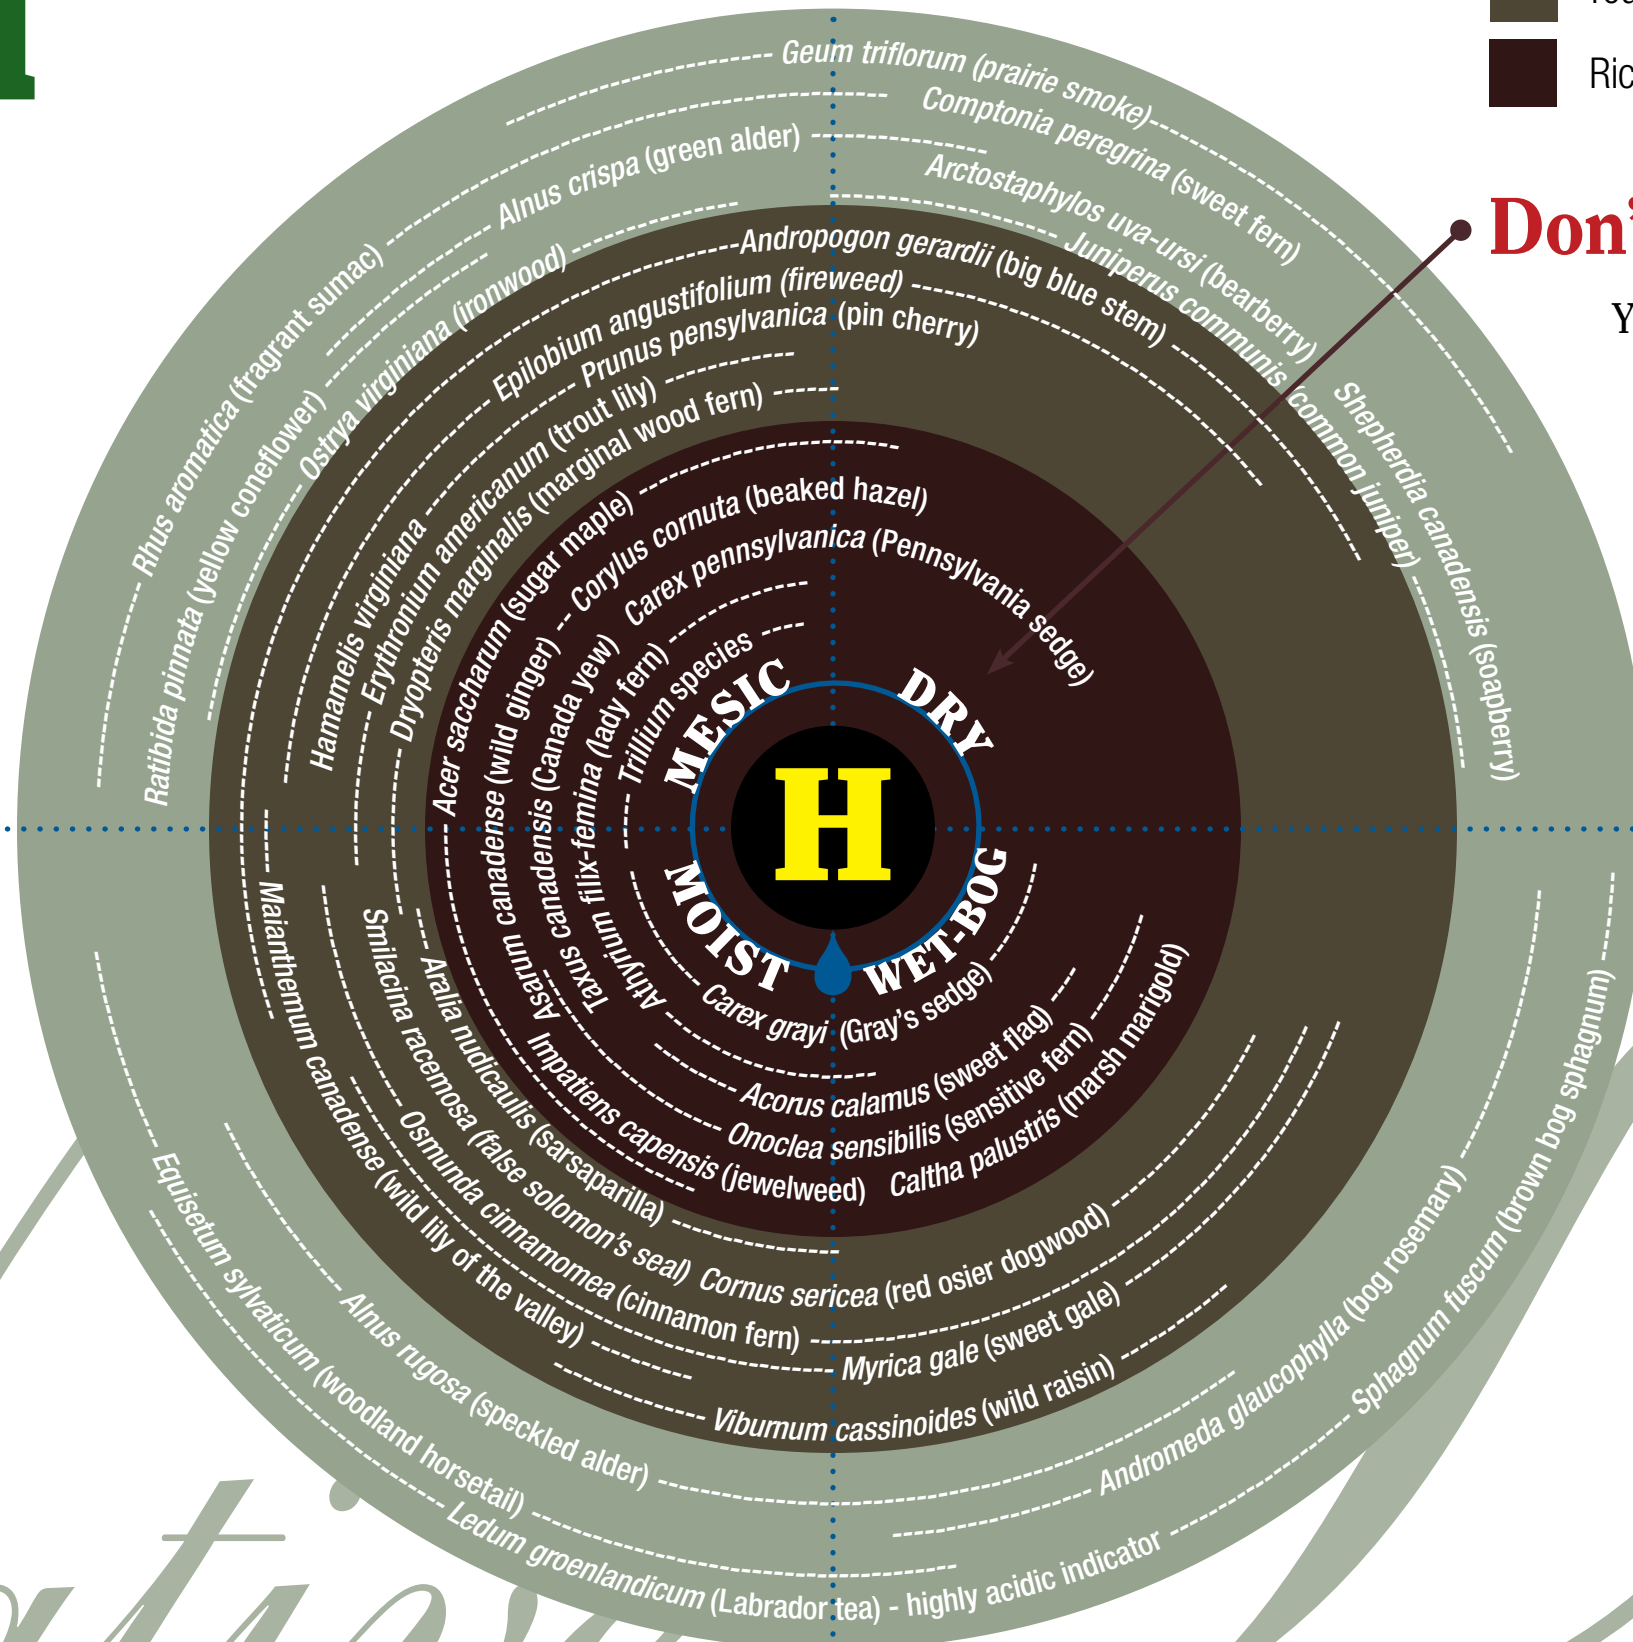 Ric
Don'
Y
Geum triflorum (prairie smoke)
Comptonia peregrina (sweet fern)
Alnus crispa (green alder)
Arctostaphylos uva-ursi (bearberry)
Juniperus communis (common juniper)
Shepherdia canadensis (soapberry)
Rhus aromatica (fragrant sumac)
Ratibida pinnata (yellow coneflower)
Ostrya virginiana (ironwood)
Andropogon gerardii (big blue stem)
Epilobium angustifolium (fireweed)
Prunus pensylvanica (pin cherry)
Hamamelis virginiana
Erythronium americanum (trout lily)
Dryopteris marginalis (marginal wood fern)
Acer saccharum (sugar maple)
Corylus cornuta (beaked hazel)
Carex pennsylvanica (Pennsylvania sedge)
Asarum canadense (wild ginger)
Taxus canadensis (Canada yew)
Athyrium filix-femina (lady fern)
Trillium species
MESIC
DRY
H
MOIST
WET-BOG
Carex grayi (Gray's sedge)
Acorus calamus (sweet flag)
Onoclea sensibilis (sensitive fern)
Caltha palustris (marsh marigold)
Impatiens capensis (jewelweed)
Aralia nudicaulis (sarsaparilla)
Smilacina racemosa (false solomon's seal)
Cornus sericea (red osier dogwood)
Osmunda cinnamomea (cinnamon fern)
Myrica gale (sweet gale)
Maianthemum canadense (wild lily of the valley)
Viburnum cassinoides (wild raisin)
Alnus rugosa (speckled alder)
Andromeda glaucophylla (bog rosemary)
Equisetum sylvaticum (woodland horsetail)
Sphagnum fuscum (brown bog sphagnum)
Ledum groenlandicum (Labrador tea) - highly acidic indicator